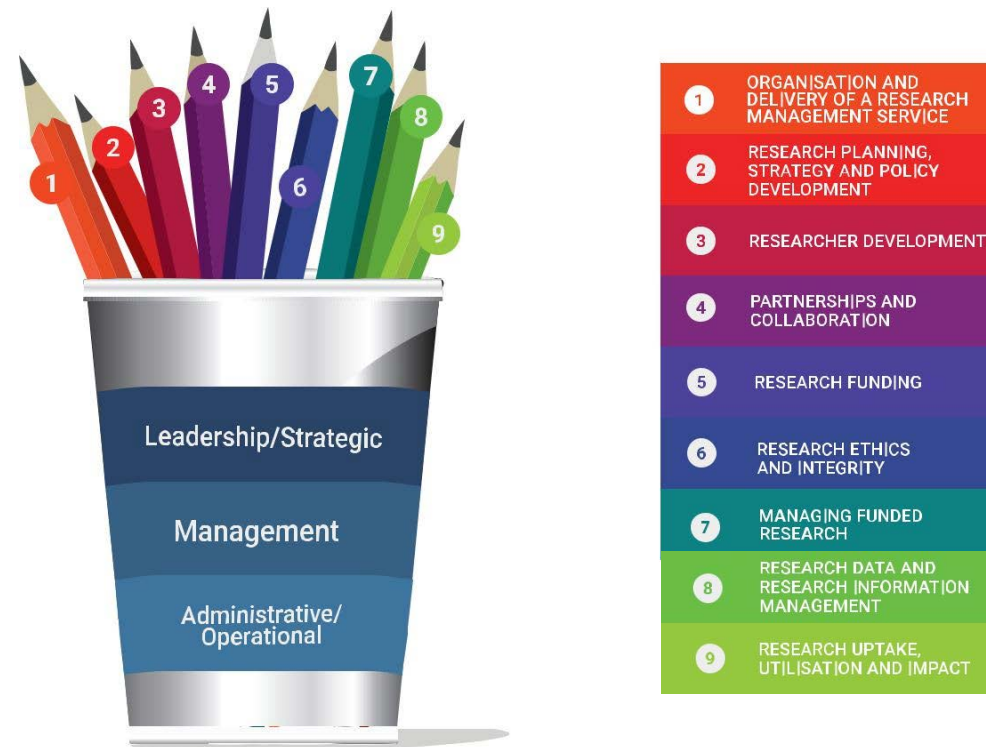 1
2
3
4
5
6
7
8
9
Leadership/Strategic
Management
Administrative/
Operational
1
ORGANISATION AND
DELIVERY OF A RESEARCH
MANAGEMENT SERVICE
2
RESEARCH PLANNING,
STRATEGY AND POLICY
DEVELOPMENT
3
RESEARCHER DEVELOPMENT
4
PARTNERSHIPS AND
COLLABORATION
5
RESEARCH FUNDING
6
RESEARCH ETHICS
AND INTEGRITY
7
MANAGING FUNDED
RESEARCH
8
RESEARCH DATA AND
RESEARCH INFORMATION
MANAGEMENT
9
RESEARCH UPTAKE,
UTILISATION AND IMPACT